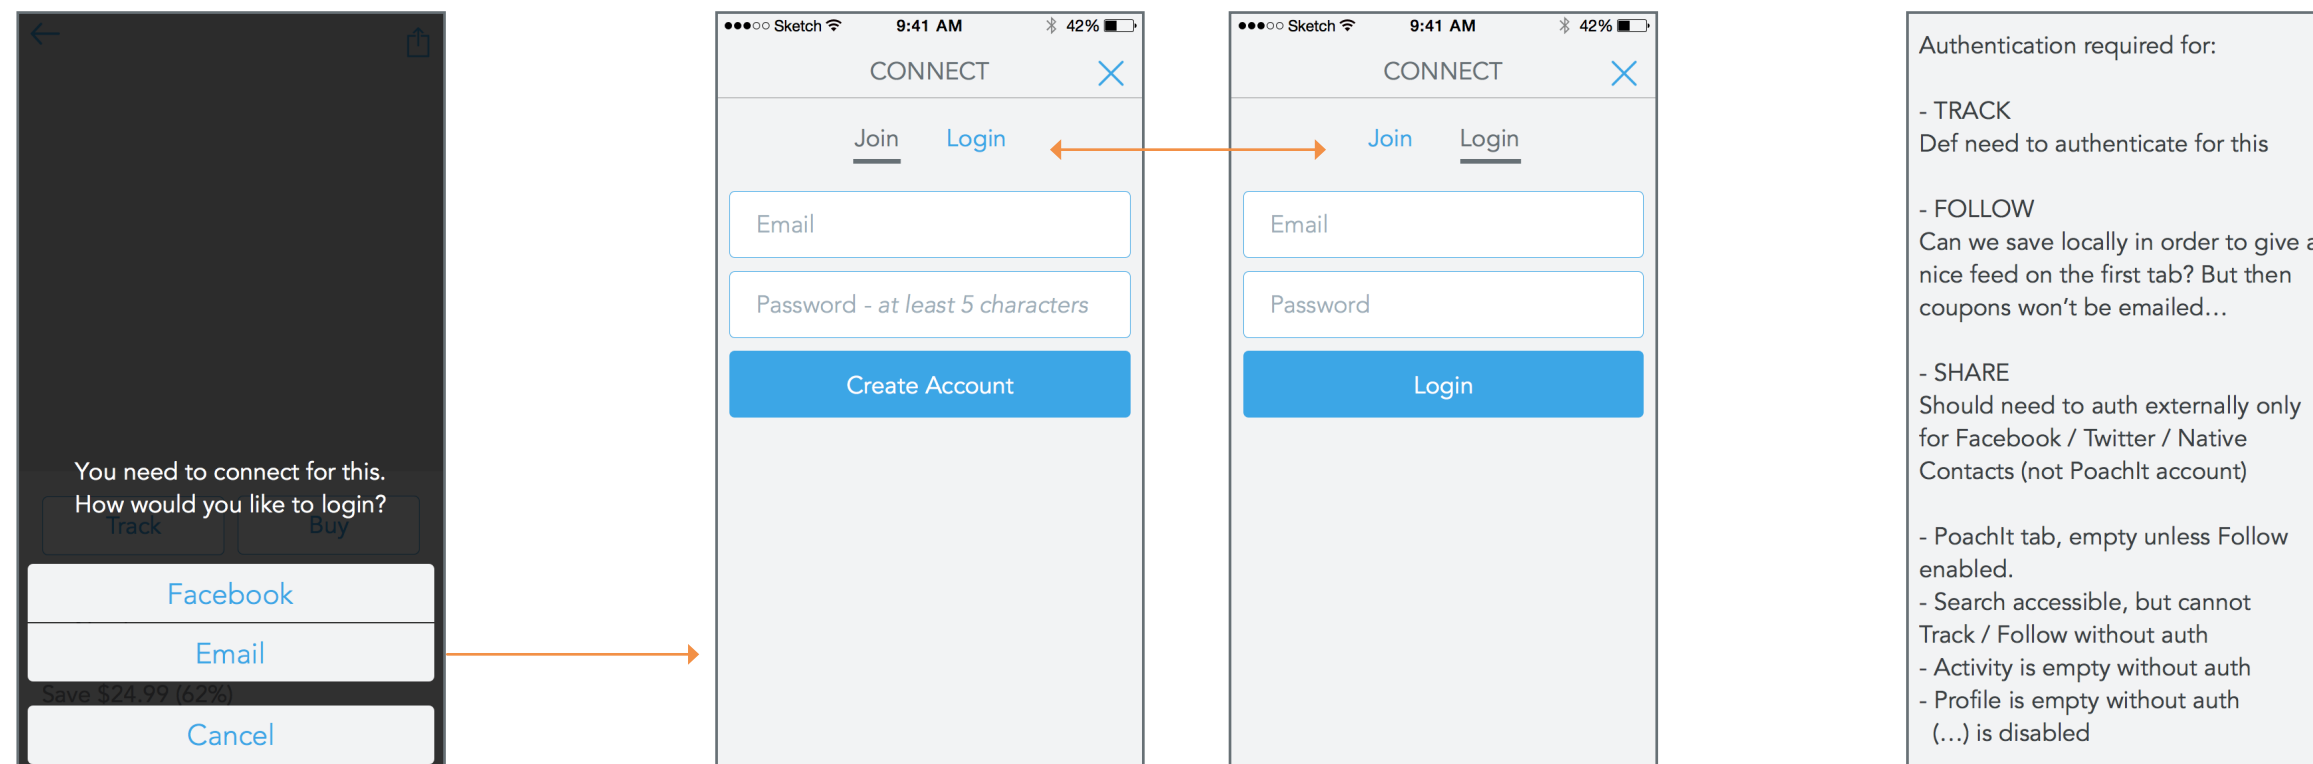 You need to connect for this.
How would you like to login?
Track
Buy
Facebook
Email
Save $24.99 (62%)
Cancel
Sketch
9:41 AM
42%
CONNECT
Join
Login
Email
Password - at least 5 characters
Create Account
Sketch
9:41 AM
42%
CONNECT
Join
Login
Email
Password
Login
Authentication required for:
- TRACK
Def need to authenticate for this
- FOLLOW
Can we save locally in order to give a
nice feed on the first tab? But then
coupons won’t be emailed...
- SHARE
Should need to auth externally only
for Facebook / Twitter / Native
Contacts (not PoachIt account)
- PoachIt tab, empty unless Follow
enabled.
- Search accessible, but cannot
Track / Follow without auth
- Activity is empty without auth
- Profile is empty without auth
(...) is disabled